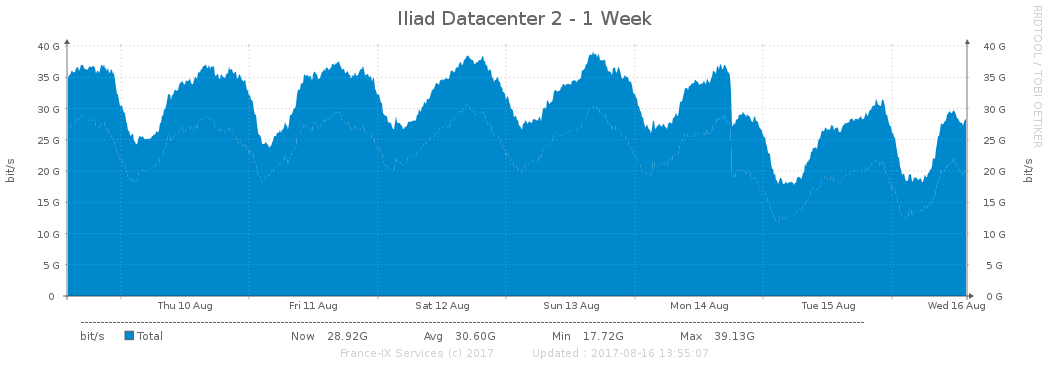 Iliad Datacenter 2 - 1 Week
RRDTOOL / TOBI OETIKER
40 G 40 G
35 G 35 G
30 G 30 G
25 G 25 G
20 G 20 G
15 G 15 G
10 G 10 G
5 G 5 G
0 0 G
bit/s bit/s
Thu 10 Aug Fri 11 Aug Sat 12 Aug Sun 13 Aug Mon 14 Aug Tue 15 Aug Wed 16 Aug
bit/s Total Now 28.92G Avg 30.60G Min 17.72G Max 39.13G
France-IX Services (c) 2017 Updated : 2017-08-16 13:55:07